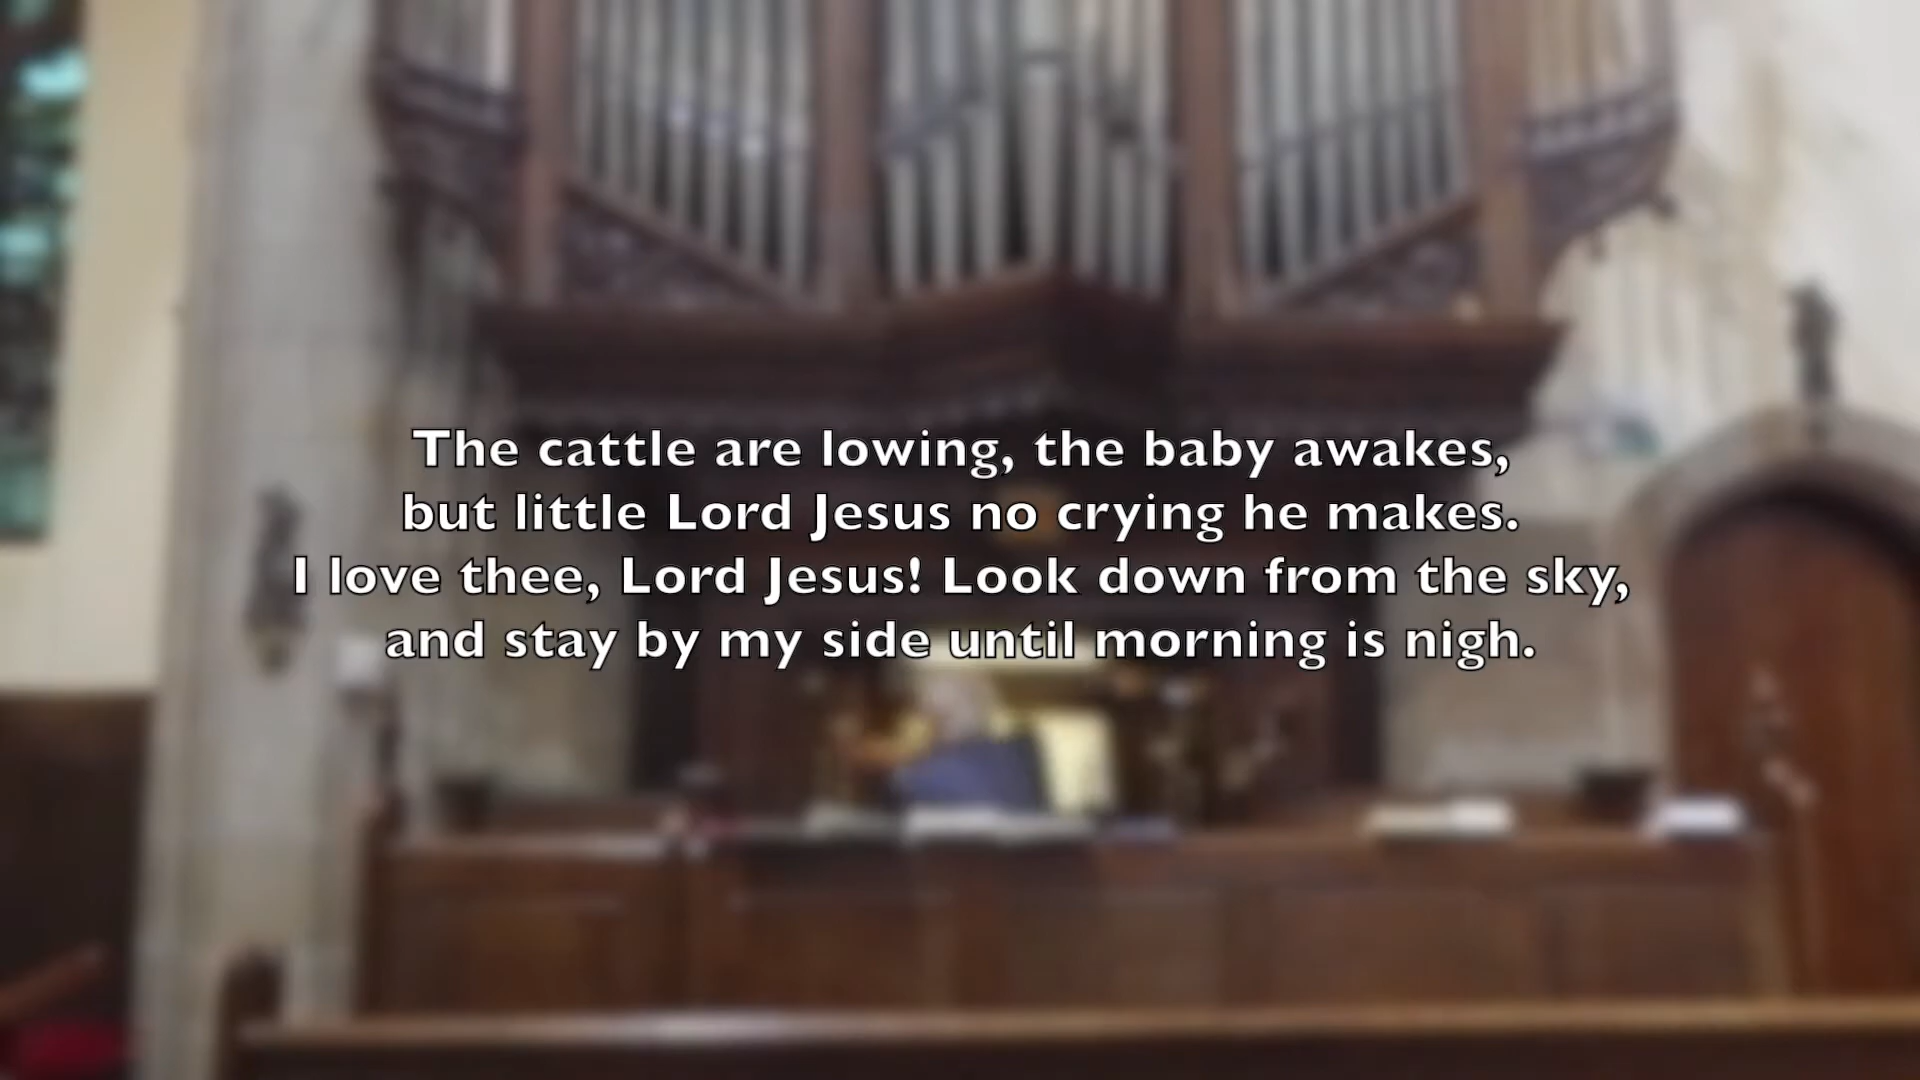 The cattle are lowing, the baby awakes,
but little Lord Jesus no crying he makes.
I love thee, Lord Jesus! Look down from the sky,
and stay by my side until morning is nigh.